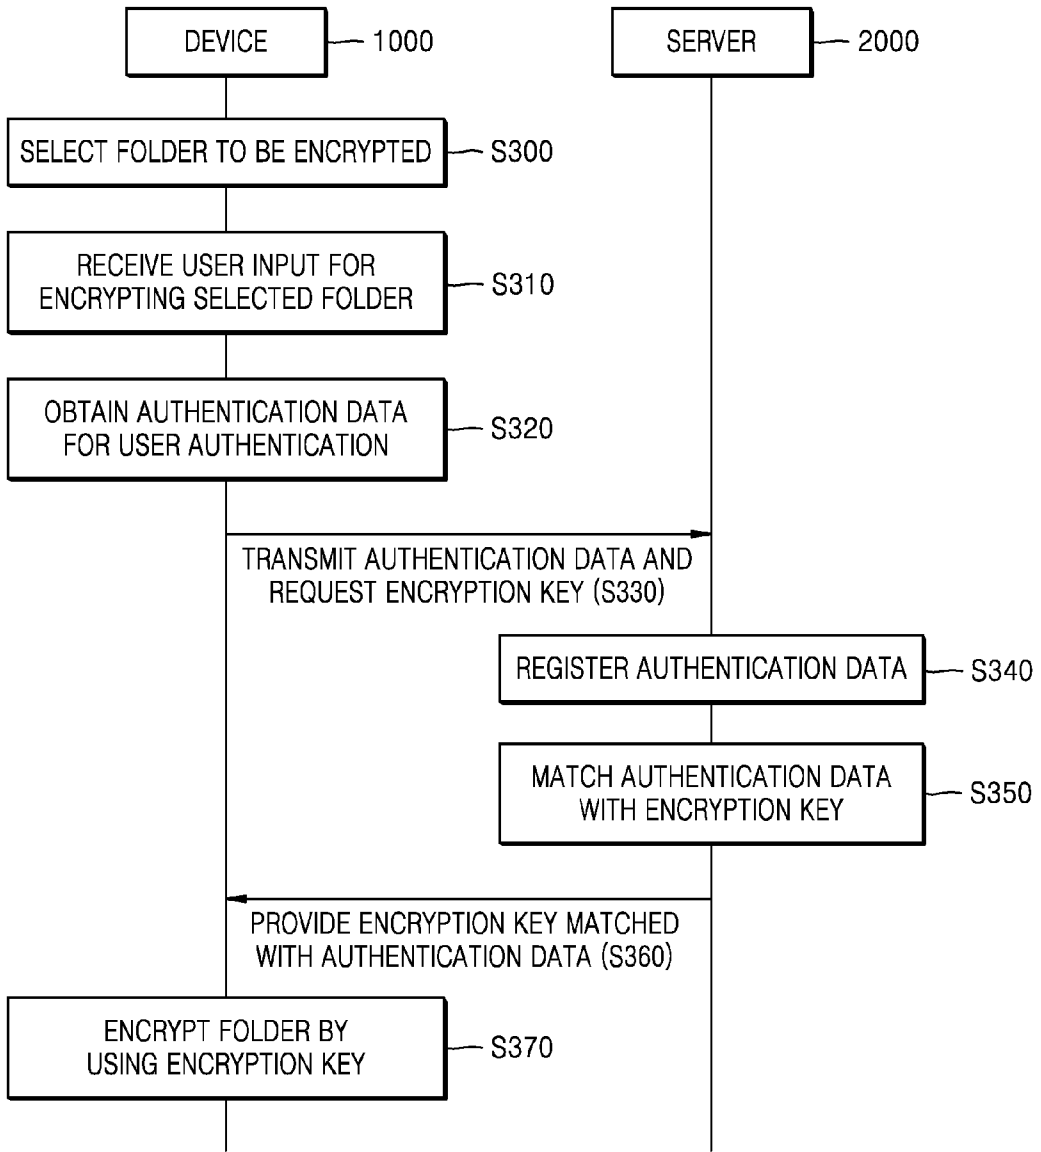 DEVICE
1000
SERVER
2000
SELECT FOLDER TO BE ENCRYPTED
S300
RECEIVE USER INPUT FOR
ENCRYPTING SELECTED FOLDER
S310
OBTAIN AUTHENTICATION DATA
FOR USER AUTHENTICATION
S320
TRANSMIT AUTHENTICATION DATA AND
REQUEST ENCRYPTION KEY (S330)
REGISTER AUTHENTICATION DATA
S340
MATCH AUTHENTICATION DATA
WITH ENCRYPTION KEY
S350
PROVIDE ENCRYPTION KEY MATCHED
WITH AUTHENTICATION DATA (S360)
ENCRYPT FOLDER BY
USING ENCRYPTION KEY
S370